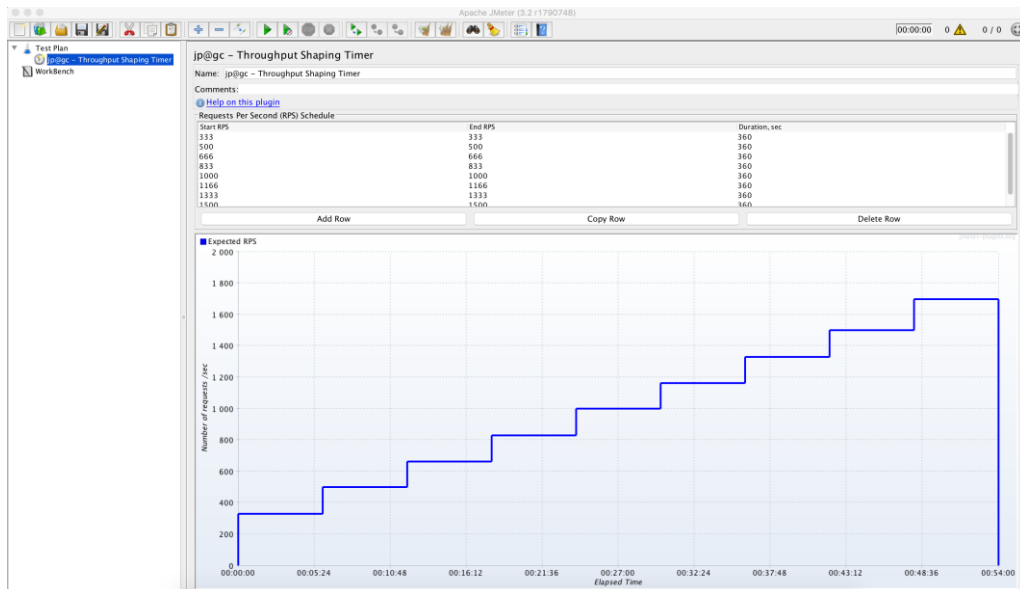 Apache JMeter (3.2 r1790748)
00:00:00 0 0 / 0
Test Plan
jp@gc - Throughput Shaping Timer
WorkBench
jp@gc - Throughput Shaping Timer
Name: jp@gc - Throughput Shaping Timer
Comments:
Help on this plugin
Requests Per Second (RPS) Schedule
Start RPS End RPS Duration, sec
333 333 360
500 500 360
666 666 360
833 833 360
1000 1000 360
1166 1166 360
1333 1333 360
1500 1500 360
Add Row Copy Row Delete Row
Expected RPS
2 000
1 800
1 600
1 400
1 200
1 000
800
600
400
200
0
Number of requests /sec
00:00:00 00:05:24 00:10:48 00:16:12 00:21:36 00:27:00 00:32:24 00:37:48 00:43:12 00:48:36 00:54:00
Elapsed Time